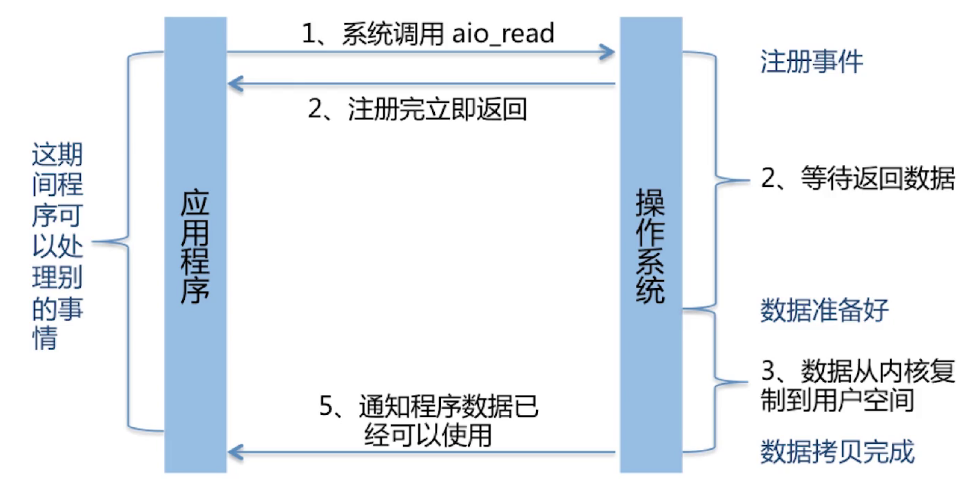 1、系统调用 aio_read
注册事件
2、注册完立即返回
这期
间程
序可
以处
理别
的事
情
应用程序
操作系统
2、等待返回数据
数据准备好
3、数据从内核复
制到用户空间
5、通知程序数据已
经可以使用
数据拷贝完成